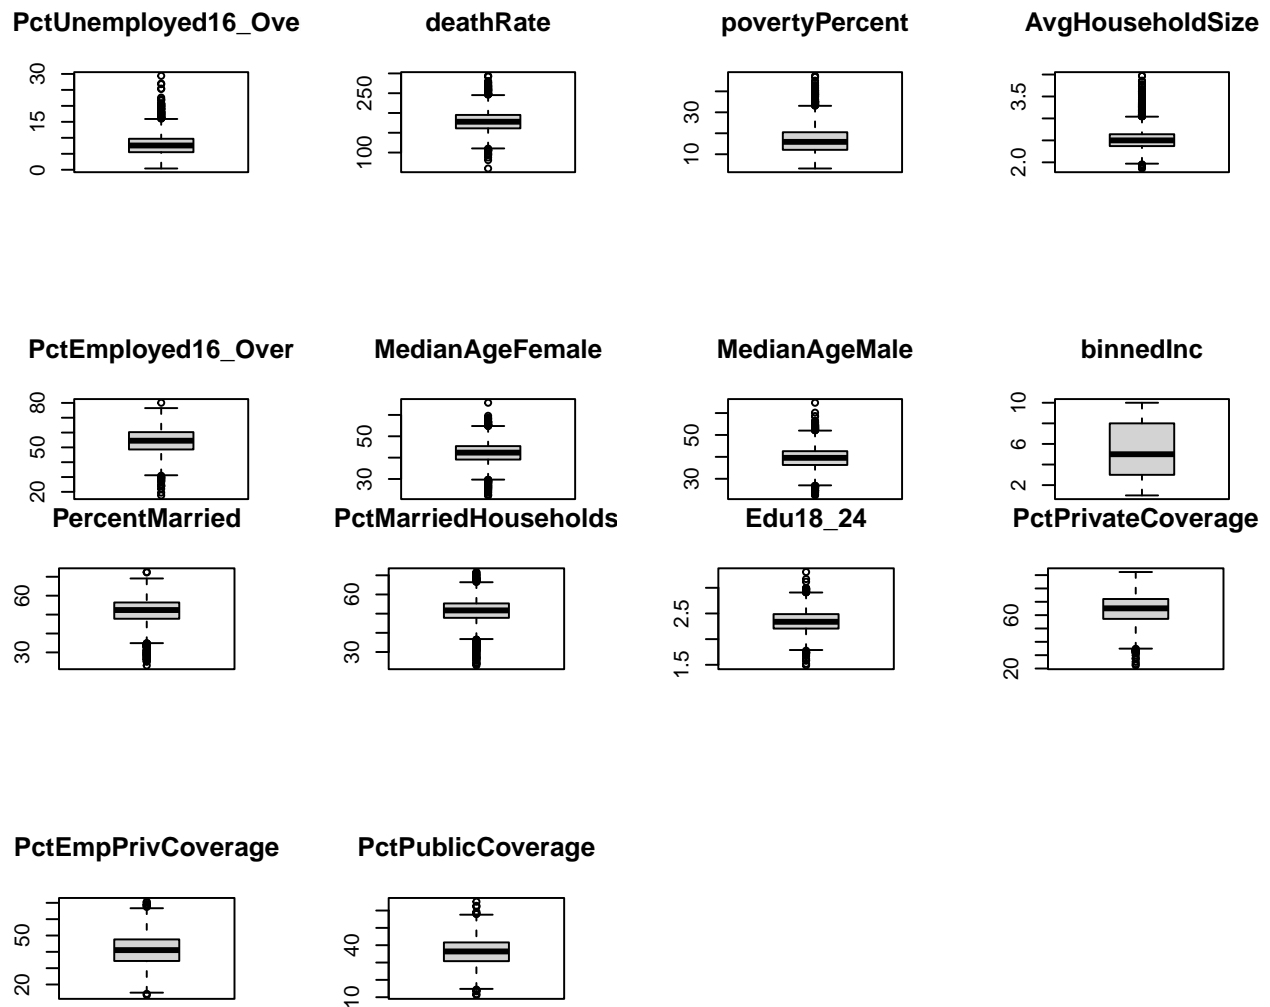 PctUnemployed16_Ove
deathRate
povertyPercent
AvgHouseholdSize
30
15
0
250
100
30
10
3.5
2.0
PctEmployed16_Over
MedianAgeFemale
MedianAgeMale
binnedInc
80
50
20
50
30
50
30
10
6
2
PercentMarried
PctMarriedHouseholds
Edu18_24
PctPrivateCoverage
60
30
60
30
2.5
1.5
60
20
PctEmpPrivCoverage
PctPublicCoverage
50
20
40
10